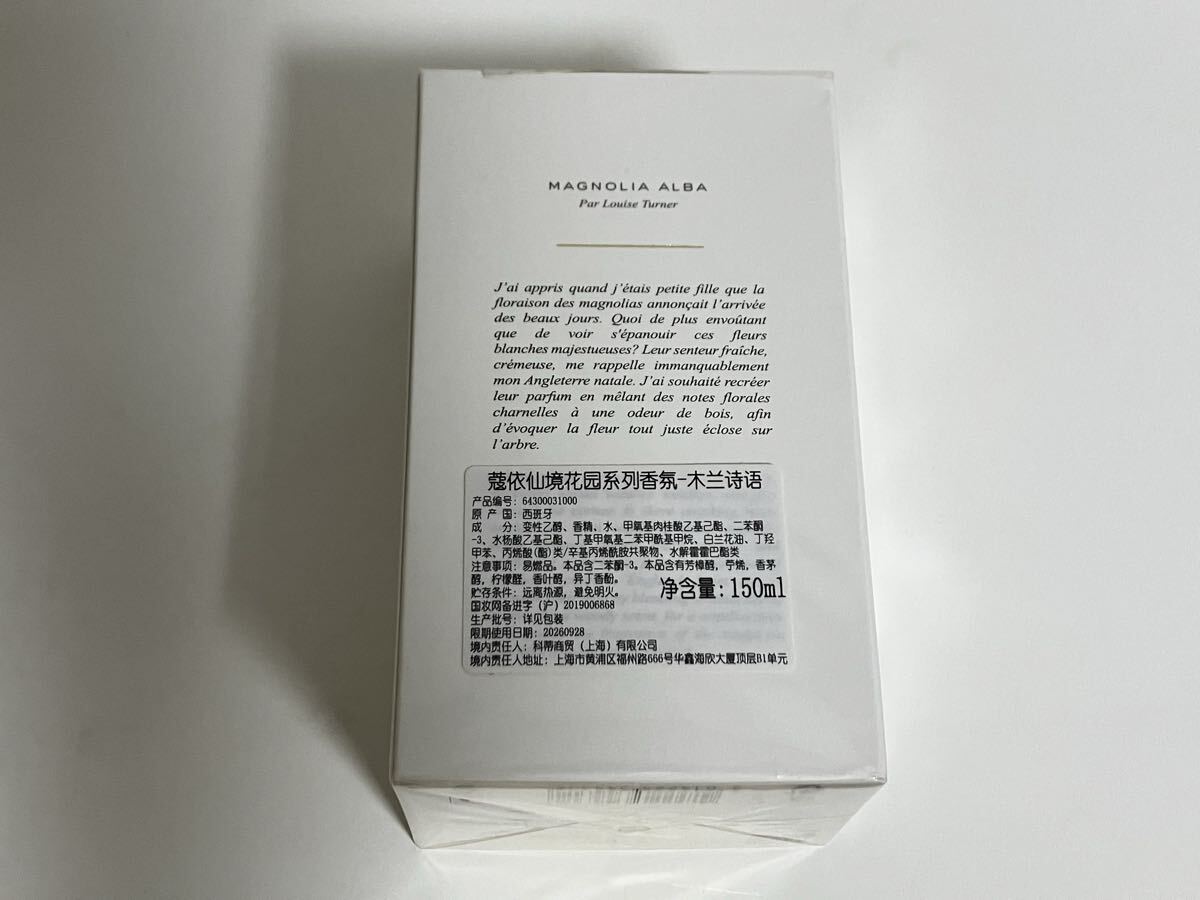 MAGNOLIA ALBA
Par Louise Turner
J'ai appris quand j'étais petite fille que la
floraison des magnolias annonçait l'arrivée
des beaux jours. Quoi de plus envoûtant
que de voir s'épanouir ces fleurs
blanches majestueuses? Leur senteur fraîche,
crémeuse, me rappelle immanquablement
mon Angleterre natale. J'ai souhaité recréer
leur parfum en mêlant des notes florales
charnelles à une odeur de bois, afin
d'évoquer la fleur tout juste éclose sur
l'arbre.
蔻依仙境花园系列香氛-木兰诗语
产品编号: 64300031000
原 产 国: 西班牙
成 分: 变性乙醇、香精、水、甲氧基肉桂酸乙基己酯、二苯酮
-3、水杨酸乙基己酯、丁基甲氧基二苯甲酰基甲烷、白兰花油、丁羟
甲苯、丙烯酸(酯)类/辛基丙烯酰胺共聚物、水解霍霍巴酯类
注意事项: 易燃品。本品含二苯酮-3。本品含有芳樟醇, 苧烯, 香茅
醇, 柠檬醛, 香叶醇, 异丁香酚。
贮存条件: 远离热源, 避免明火。
净含量: 150ml
国妆网备进字 (沪) 2019006868
生产批号: 详见包装
限期使用日期: 20260928
境内责任人: 科蒂商贸 (上海) 有限公司
境内责任人地址: 上海市黄浦区福州路666号华鑫海欣大厦顶层B1单元